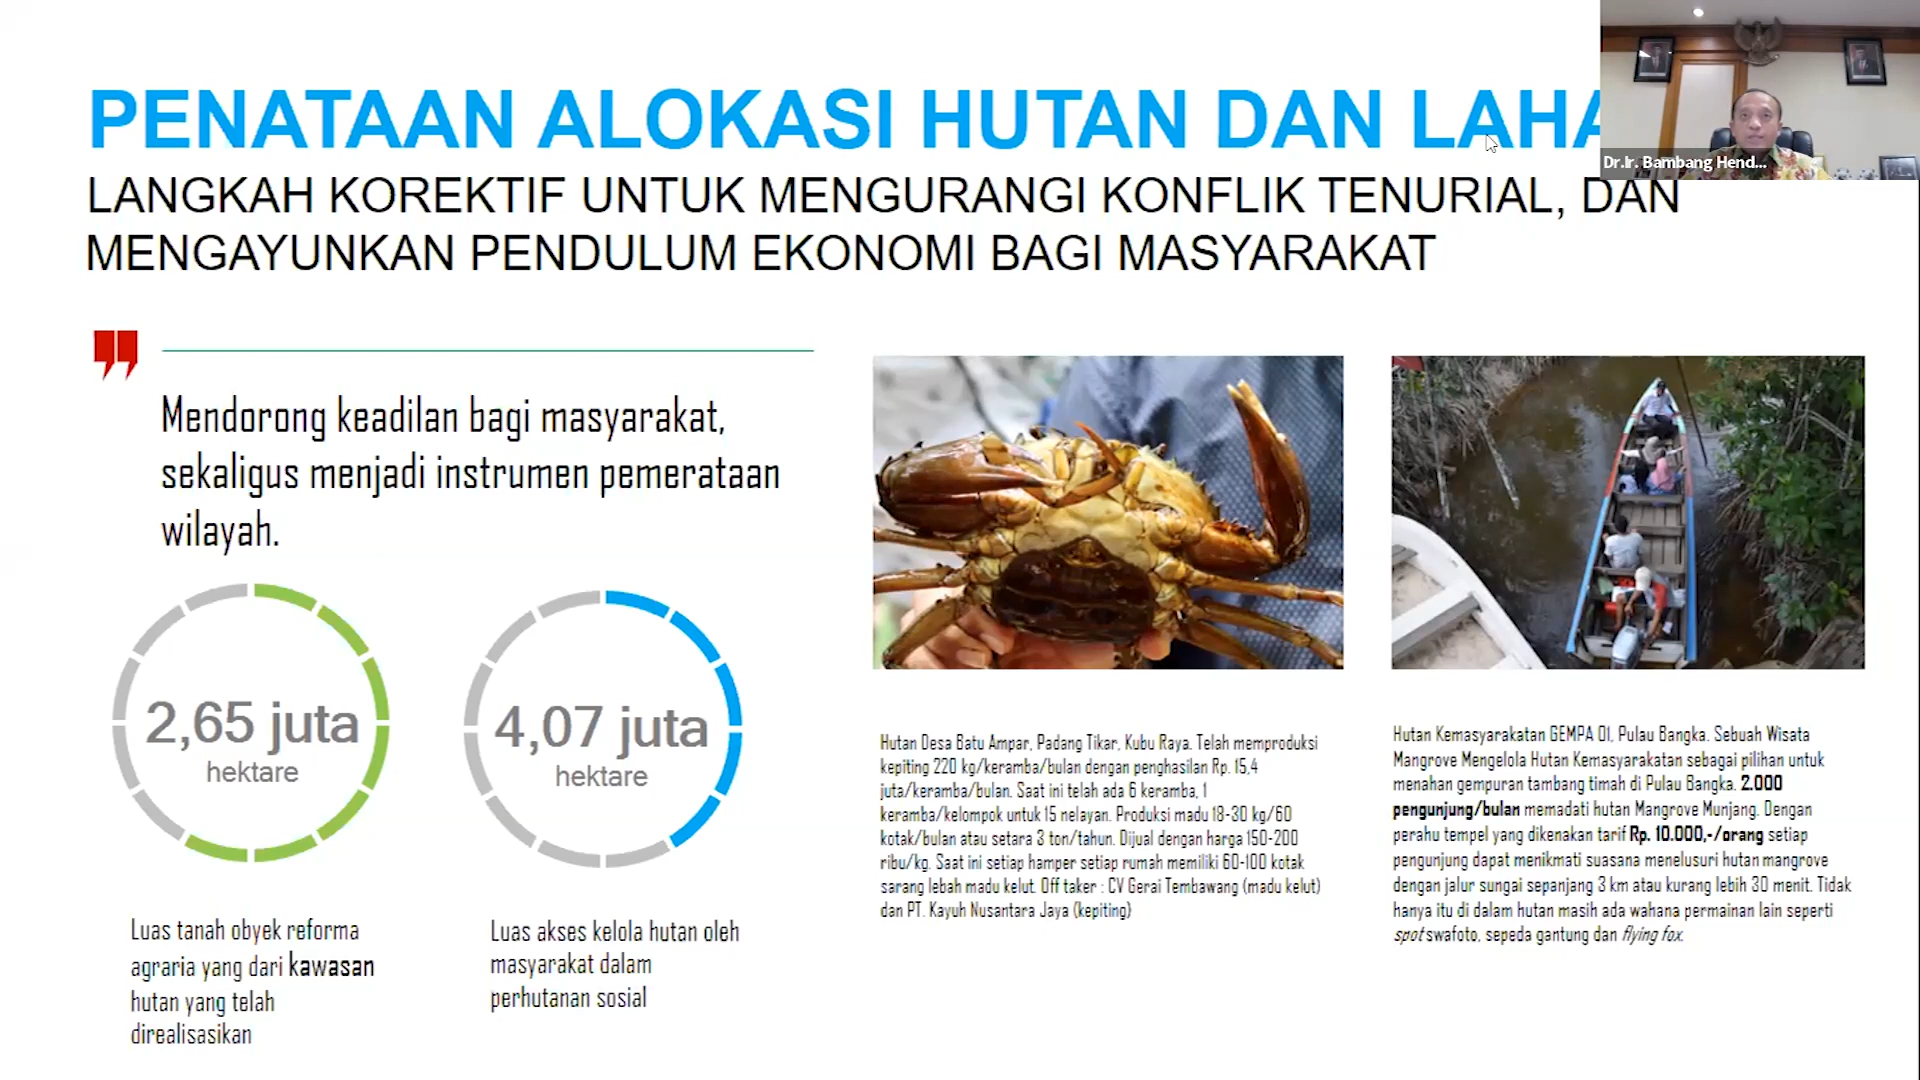 PENATAAN ALOKASI HUTAN DAN LAHA
LANGKAH KOREKTIF UNTUK MENGURANGI KONFLIK TENURIAL, DAN
MENGAYUNKAN PENDULUM EKONOMI BAGI MASYARAKAT
Dr.Ir. Bambang Hend...
Mendorong keadilan bagi masyarakat,
sekaligus menjadi instrumen pemerataan
wilayah.
2,65 juta
hektare
Luas tanah obyek reforma
agraria yang dari kawasan
hutan yang telah
direalisasikan
4,07 juta
hektare
Luas akses kelola hutan oleh
masyarakat dalam
perhutanan sosial
Hutan Desa Batu Ampar, Padang Tikar, Kubu Raya. Telah memproduksi
kepiting 220 kg/keramba/bulan dengan penghasilan Rp. 15,4
juta/keramba/bulan. Saat ini telah ada 6 keramba, 1
keramba/kelompok untuk 15 nelayan. Produksi madu 18-30 kg/60
kotak/bulan atau setara 3 ton/tahun. Dijual dengan harga 150-200
ribu/kg. Saat ini setiap hamper setiap rumah memiliki 60-100 kotak
sarang lebah madu kelut. Off taker : CV Gerai Tembawang (madu kelut)
dan PT. Kayuh Nusantara Jaya (kepiting)
Hutan Kemasyarakatan GEMPA 01, Pulau Bangka. Sebuah Wisata
Mangrove Mengelola Hutan Kemasyarakatan sebagai pilihan untuk
menahan gempuran tambang timah di Pulau Bangka. 2.000
pengunjung/bulan memadati hutan Mangrove Munjang. Dengan
perahu tempel yang dikenakan tarif Rp. 10.000,-/orang setiap
pengunjung dapat menikmati suasana menelusuri hutan mangrove
dengan jalur sungai sepanjang 3 km atau kurang lebih 30 menit. Tidak
hanya itu di dalam hutan masih ada wahana permainan lain seperti
spot swafoto, sepeda gantung dan flying fox.